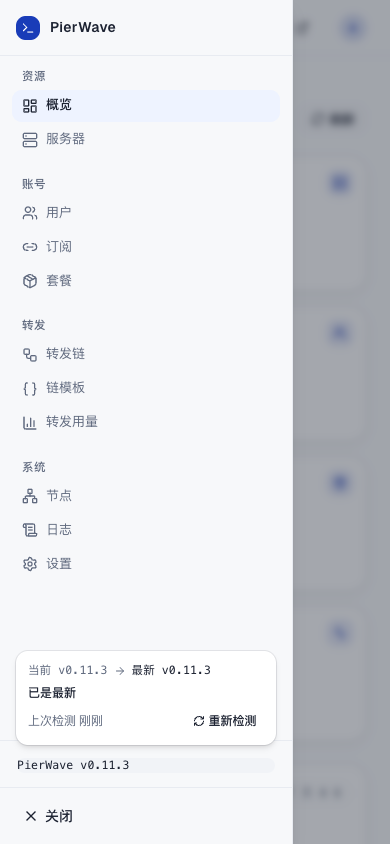 PierWave
资源
概览
服务器
账号
用户
订阅
套餐
转发
转发链
链模板
转发用量
系统
节点
日志
设置
当前 v0.11.3 → 最新 v0.11.3
已是最新
上次检测 刚刚 重新检测
PierWave v0.11.3
关闭